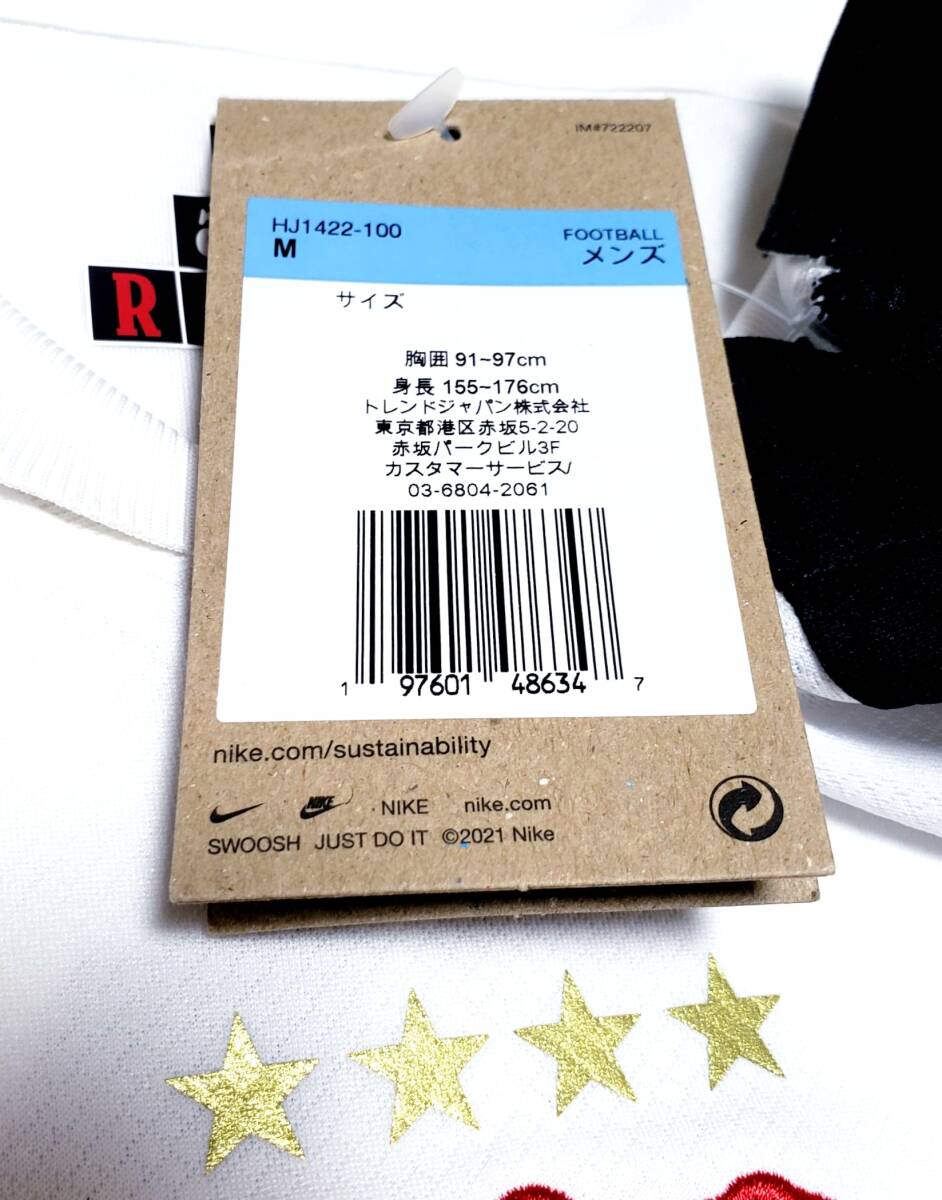 IM#722207
HJ1422-100
M
FOOTBALL
メンズ
サイズ
R
胸囲 91~97cm
身長 155~176cm
トレンドジャパン株式会社
東京都港区赤坂5-2-20
赤坂パークビル3F
カスタマーサービス/
03-6804-2061
1 97601 48634 7
nike.com/sustainability
NIKE NIKE nike.com
SWOOSH JUST DO IT ©2021 Nike